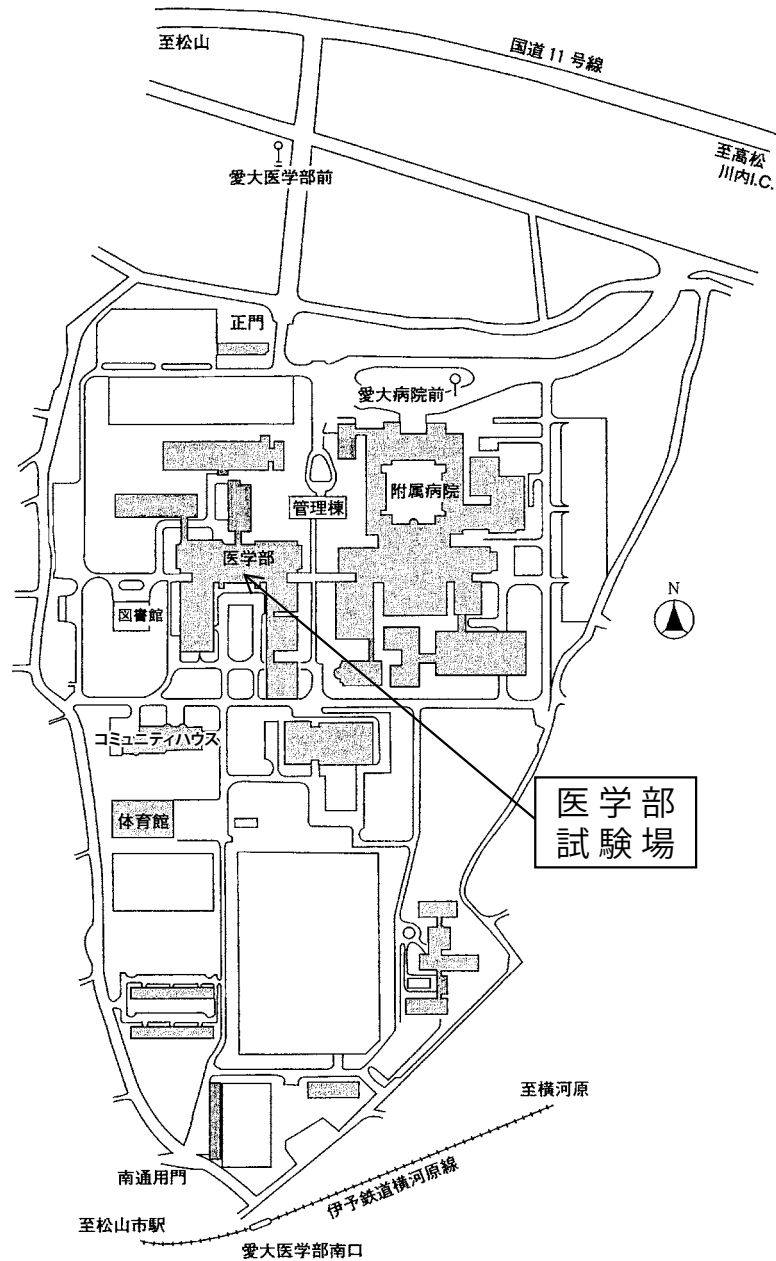 至松山
国道11号線
至高松
川内I.C.
愛大医学部前
正門
愛大病院前
附属病院
管理棟
医学部
図書館
N
コミュニティハウス
医学部
試験場
体育館
至横河原
伊予鉄道横河原線
南通用門
至松山市駅
愛大医学部南口